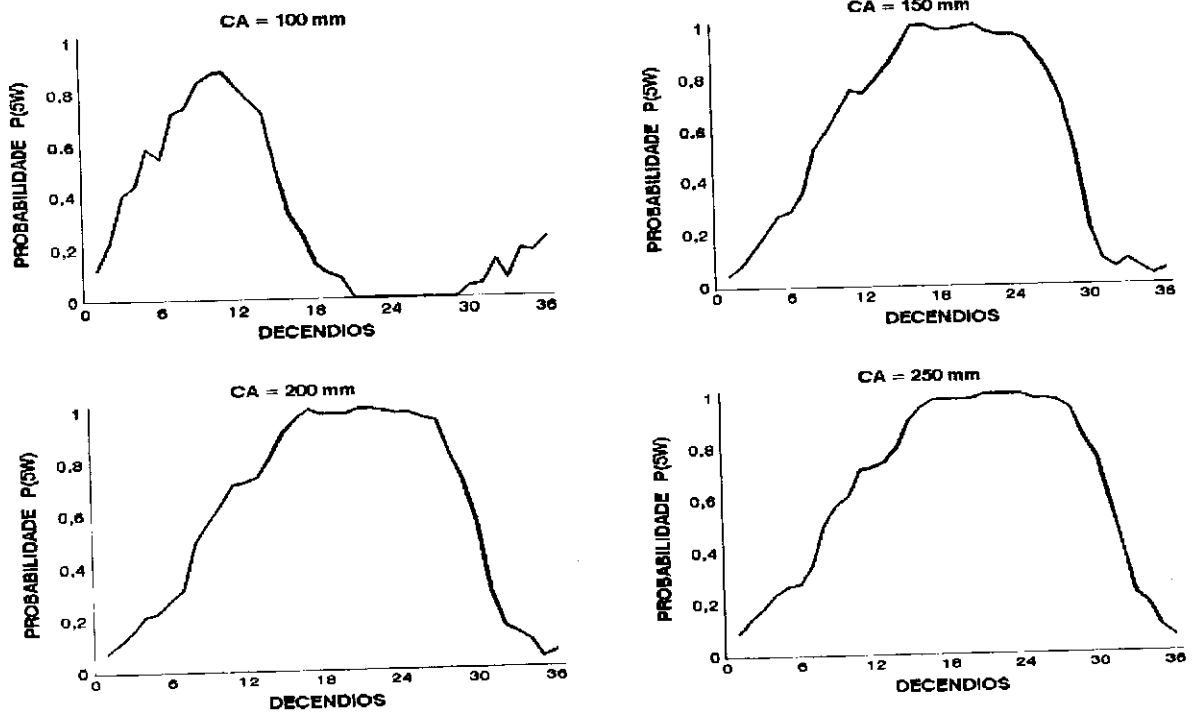 CA = 100 mm
PROBABILIDADE P(5W)
1
0,8
0,6
0,4
0,2
0
0 6 12 18 24 30 36
DECENDIOS
CA = 150 mm
PROBABILIDADE P(5W)
1
0,8
0,6
0,4
0,2
0
0 6 12 18 24 30 36
DECENDIOS
CA = 200 mm
PROBABILIDADE P(5W)
1
0,8
0,6
0,4
0,2
0
0 6 12 18 24 30 36
DECENDIOS
CA = 250 mm
PROBABILIDADE P(5W)
1
0,8
0,6
0,4
0,2
0
0 6 12 18 24 30 36
DECENDIOS